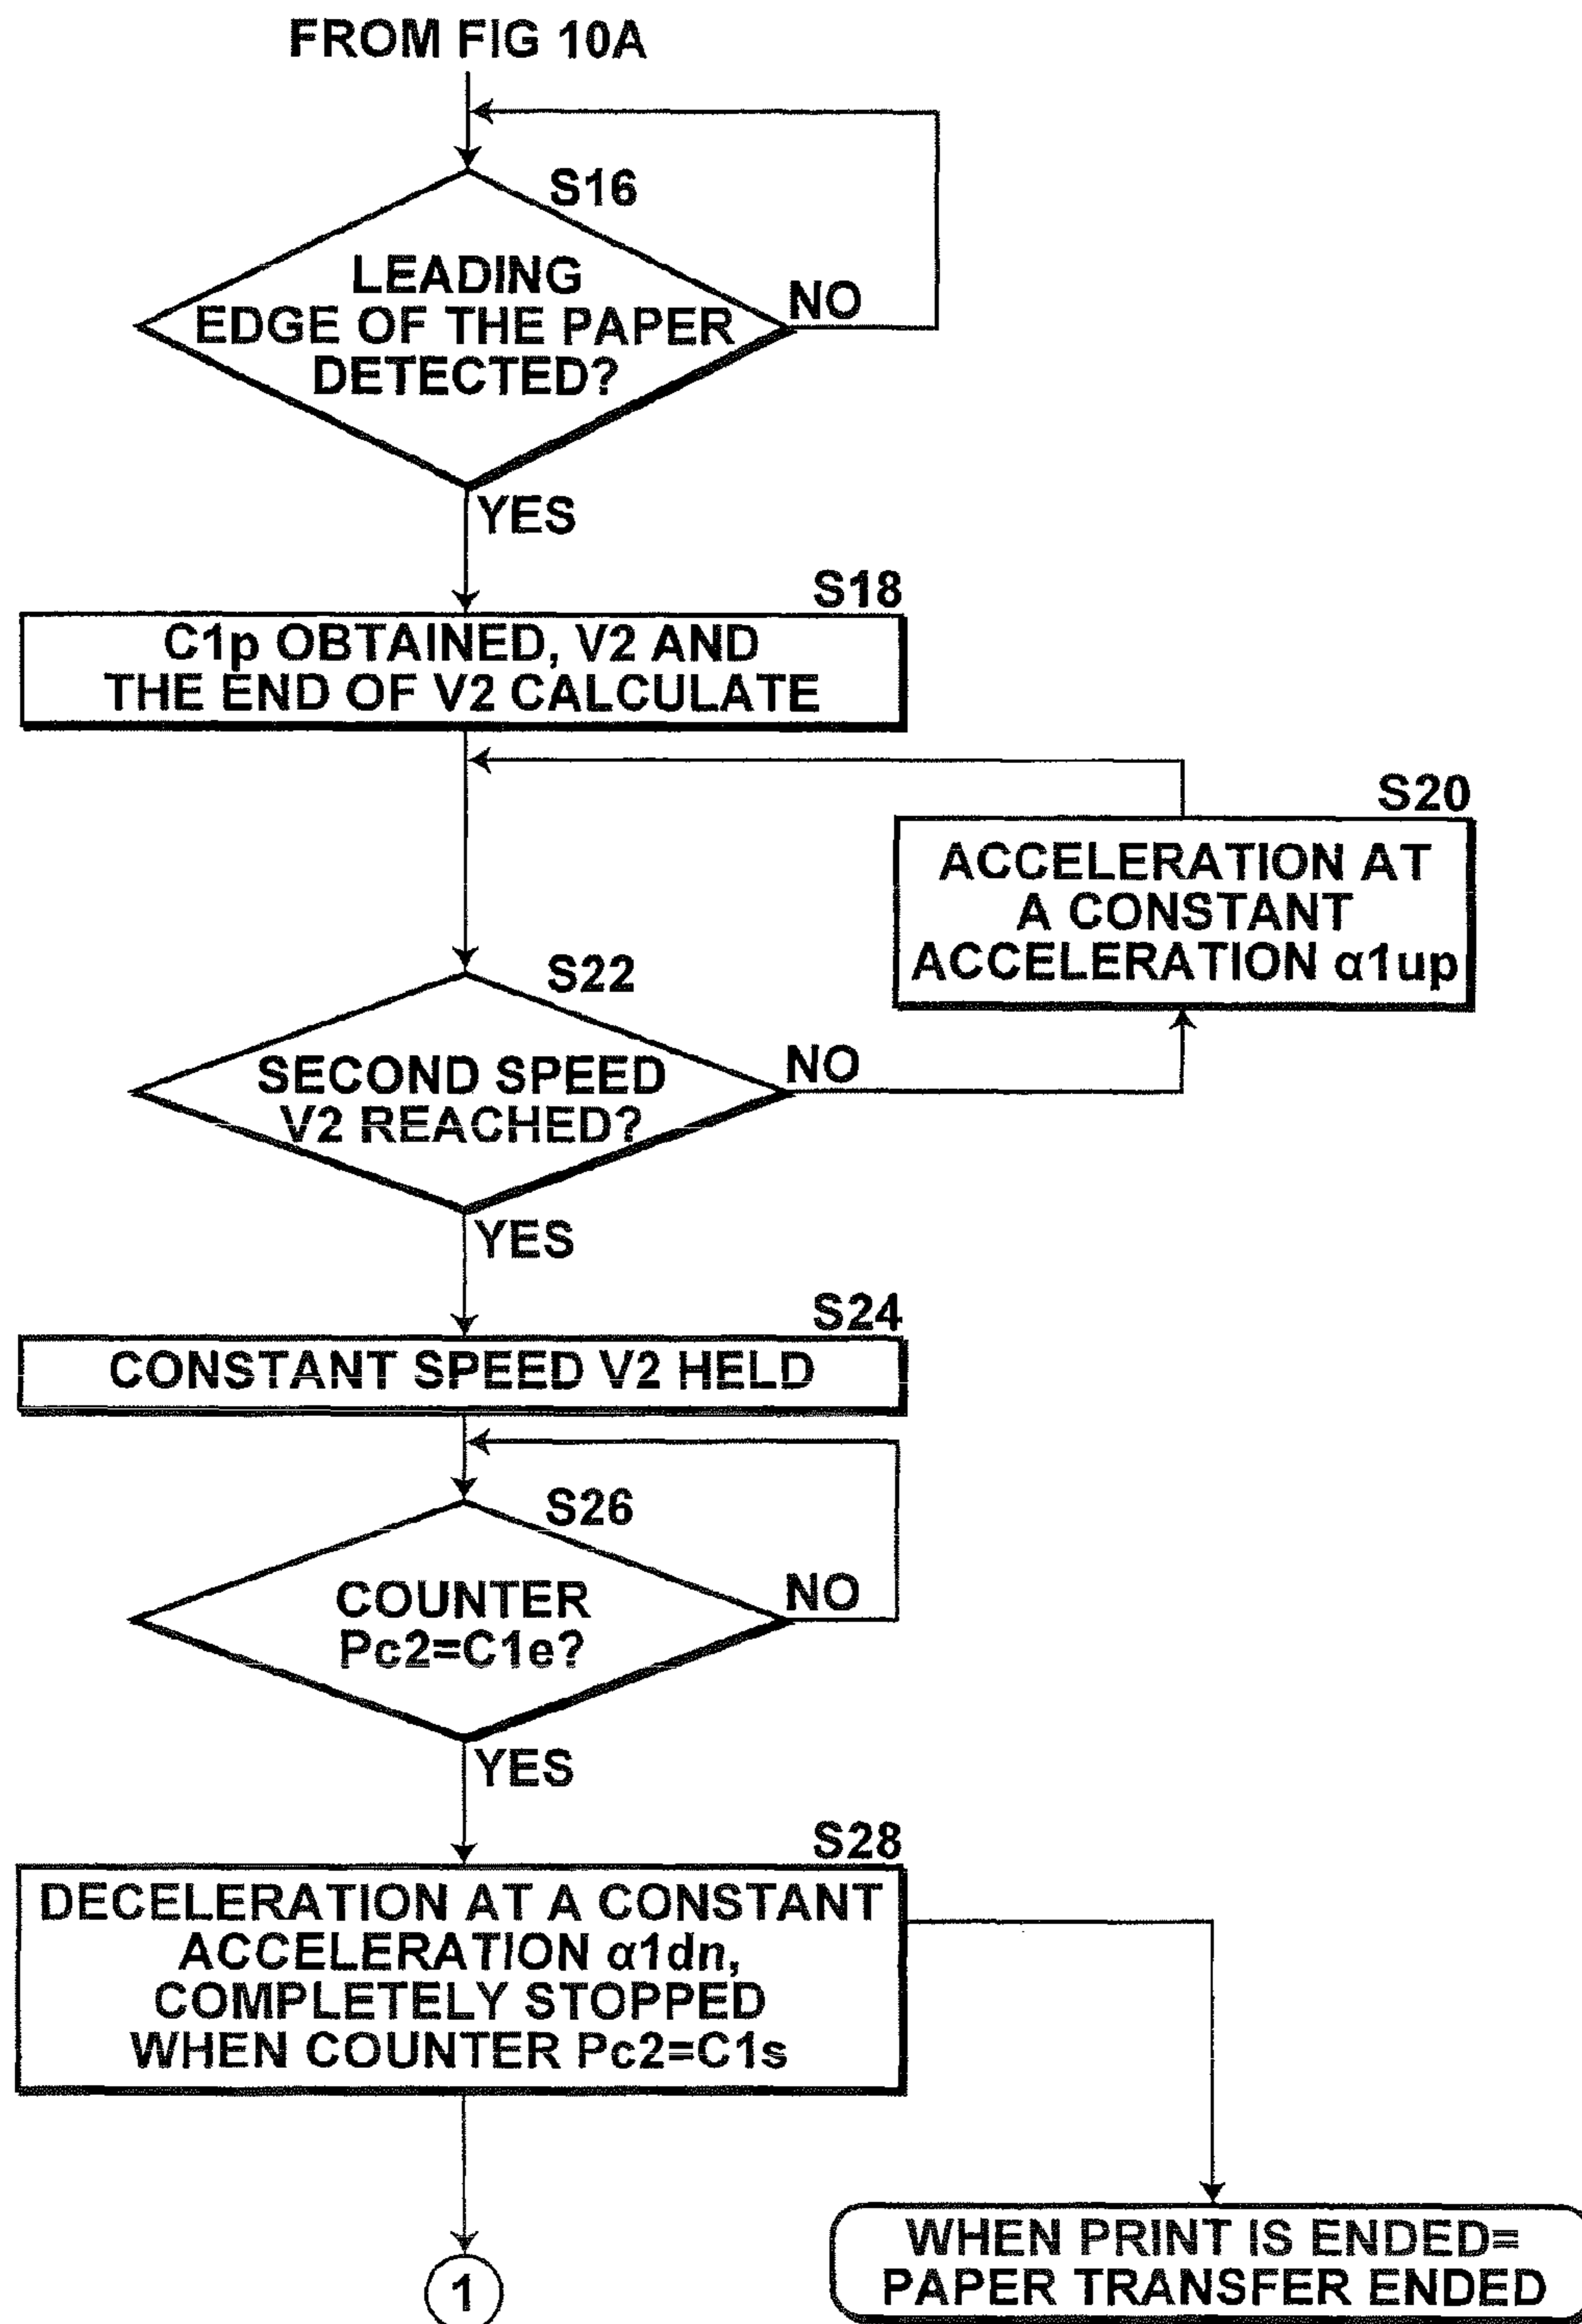 FROM FIG 10A
S16
LEADING
EDGE OF THE PAPER
DETECTED?
NO
YES
S18
C1p OBTAINED, V2 AND
THE END OF V2 CALCULATE
S20
ACCELERATION AT
A CONSTANT
ACCELERATION α1up
S22
SECOND SPEED
V2 REACHED?
NO
YES
S24
CONSTANT SPEED V2 HELD
S26
COUNTER
Pc2=C1e?
NO
YES
S28
DECELERATION AT A CONSTANT
ACCELERATION α1dn,
COMPLETELY STOPPED
WHEN COUNTER Pc2=C1s
1
WHEN PRINT IS ENDED=
PAPER TRANSFER ENDED